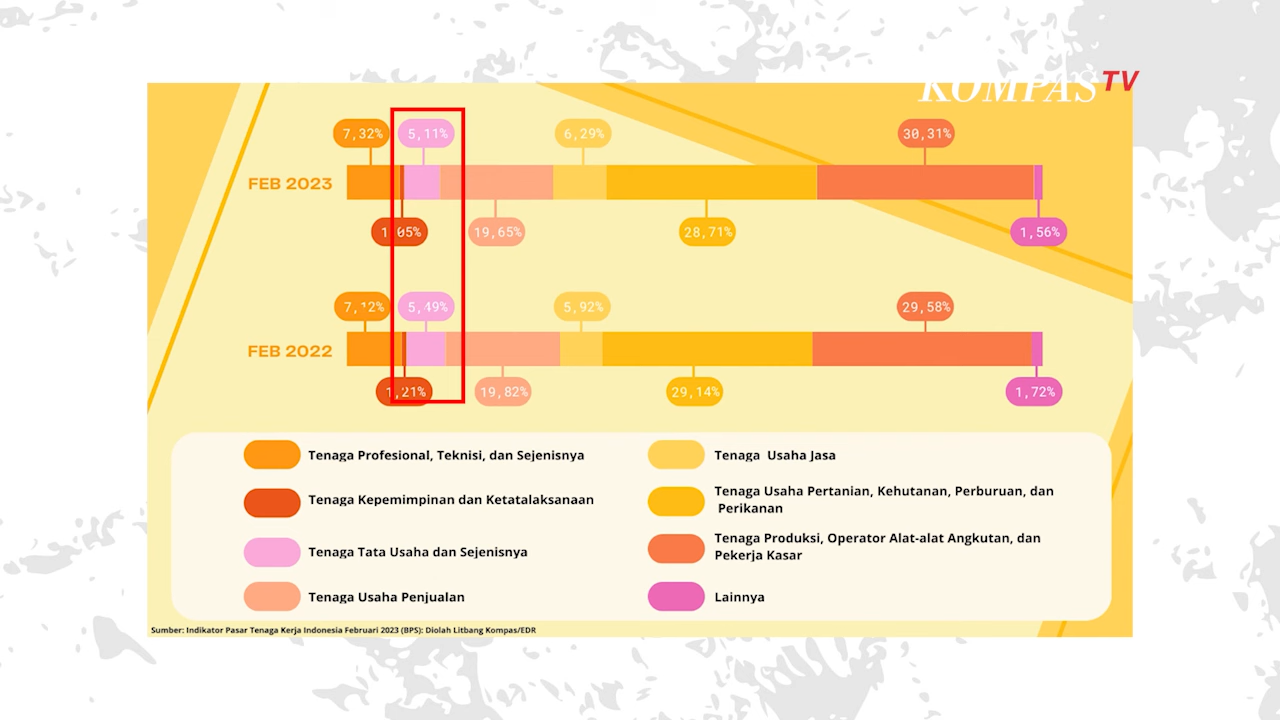 KOMPAS TV
7,32%
5,11%
6,29%
30,31%
FEB 2023
1,05%
19,65%
28,71%
1,56%
7,12%
5,49%
5,92%
29,58%
FEB 2022
1,21%
19,82%
29,14%
1,72%
Tenaga Profesional, Teknisi, dan Sejenisnya
Tenaga Kepemimpinan dan Ketatalaksanaan
Tenaga Tata Usaha dan Sejenisnya
Tenaga Usaha Penjualan
Tenaga Usaha Jasa
Tenaga Usaha Pertanian, Kehutanan, Perburuan, dan
Perikanan
Tenaga Produksi, Operator Alat-alat Angkutan, dan
Pekerja Kasar
Lainnya
Sumber: Indikator Pasar Tenaga Kerja Indonesia Februari 2023 (BPS): Diolah Litbang Kompas/EDR